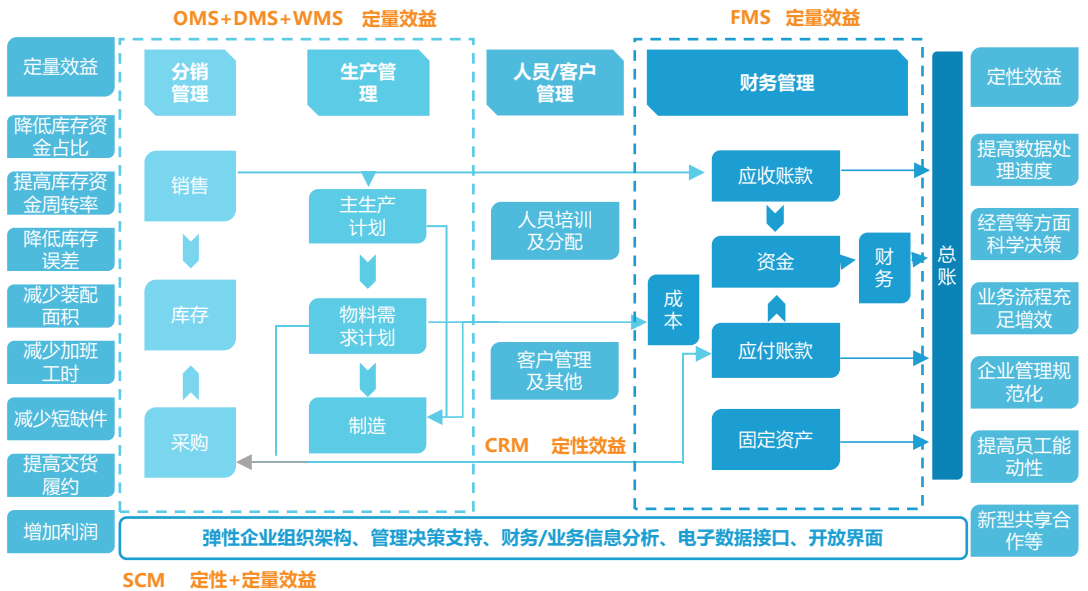 OMS+DMS+WMS 定量效益
FMS 定量效益
定量效益
降低库存资
金占比
提高库存资
金周转率
降低库存
误差
减少装配
面积
减少加班
工时
减少短缺件
提高交货
履约
增加利润
分销
管理
销售
库存
采购
生产管
理
主生产
计划
物料需
求计划
制造
人员/客户
管理
人员培训
及分配
客户管理
及其他
CRM 定性效益
财务管理
成
本
应收账款
资金
应付账款
固定资产
财
务
总
账
定性效益
提高数据处
理速度
经营等方面
科学决策
业务流程充
足增效
企业管理规
范化
提高员工能
动性
新型共享合
作等
弹性企业组织架构、管理决策支持、财务/业务信息分析、电子数据接口、开放界面
SCM 定性+定量效益